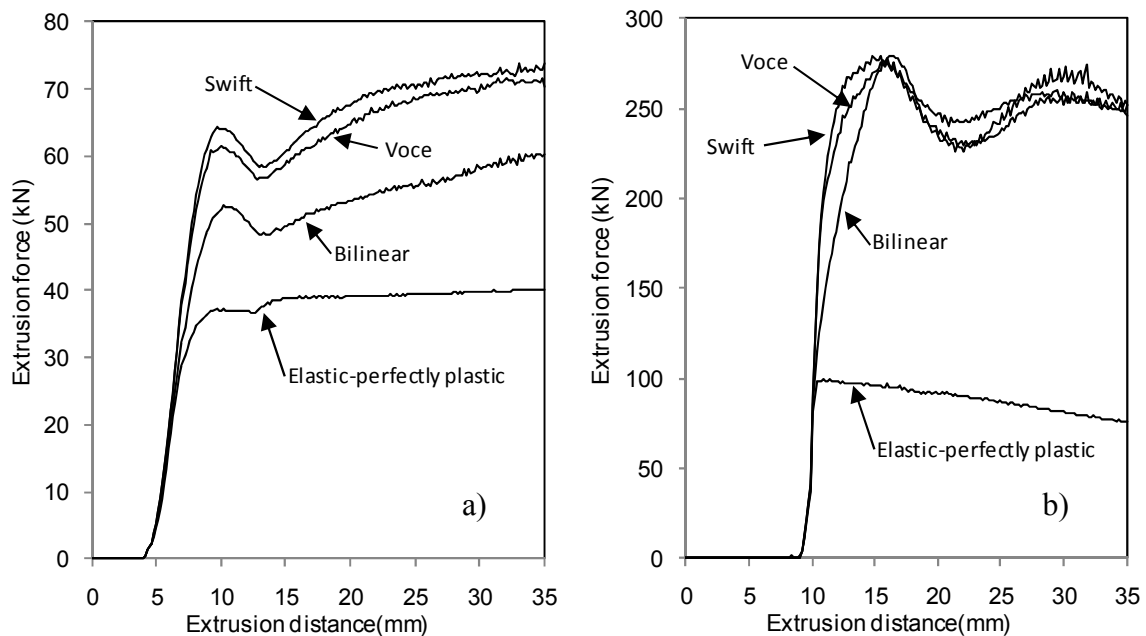 80
70
60
50
40
30
20
10
0
Extrusion force (kN)
Swift
Voce
Bilinear
Elastic-perfectly plastic
a)
0 5 10 15 20 25 30 35
Extrusion distance(mm)
300
250
200
150
100
50
0
Extrusion force (kN)
Voce
Swift
Bilinear
Elastic-perfectly plastic
b)
0 5 10 15 20 25 30 35
Extrusion distance(mm)